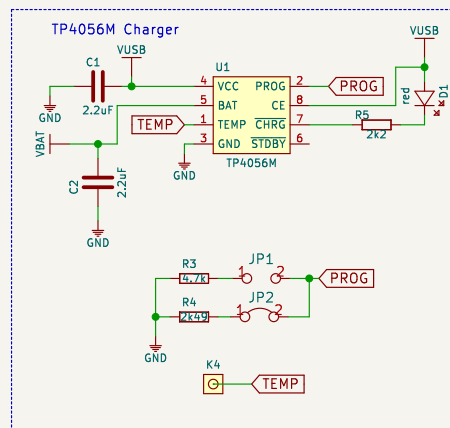 TP4056M Charger
VUSB
VUSB
C1
2.2uF
GND
U1
4 VCC PROG 2
5 BAT CE 8
1 TEMP CHRG 7
3 GND STDBY 6
TP4056M
PROG
TEMP
GND
VBAT
C2
2.2uF
GND
red
D1
R5
2k2
R3
4.7k
1 JP1 2
PROG
R4
2k49
1 JP2 2
GND
K4
TEMP